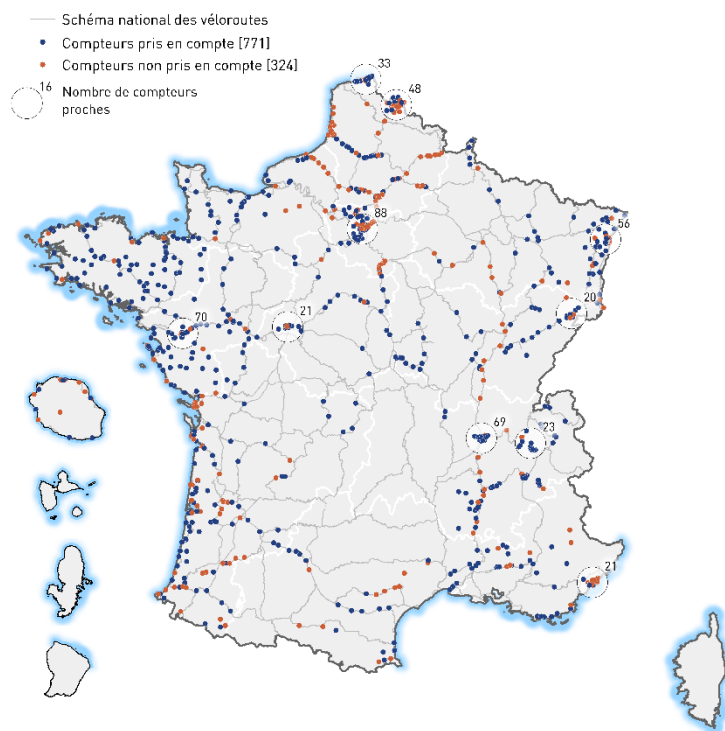 Schéma national des véloroutes
Compteurs pris en compte [771]
Compteurs non pris en compte [324]
16
Nombre de compteurs
proches
33
48
88
56
20
21
70
69
23
21